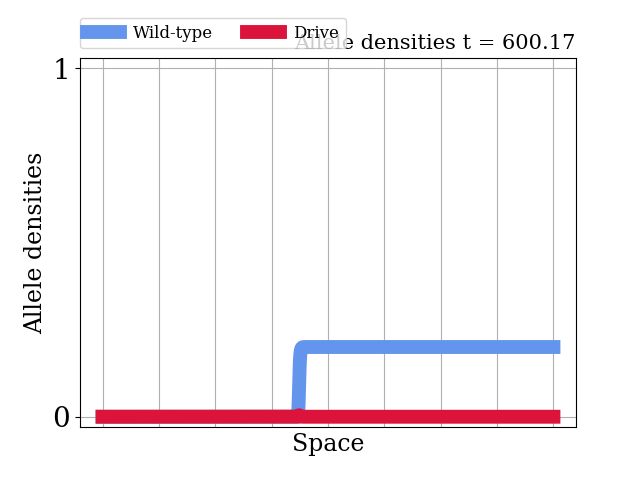 Wild-type
Drive
Allele densities t = 600.17
1
Allele densities
0
Space